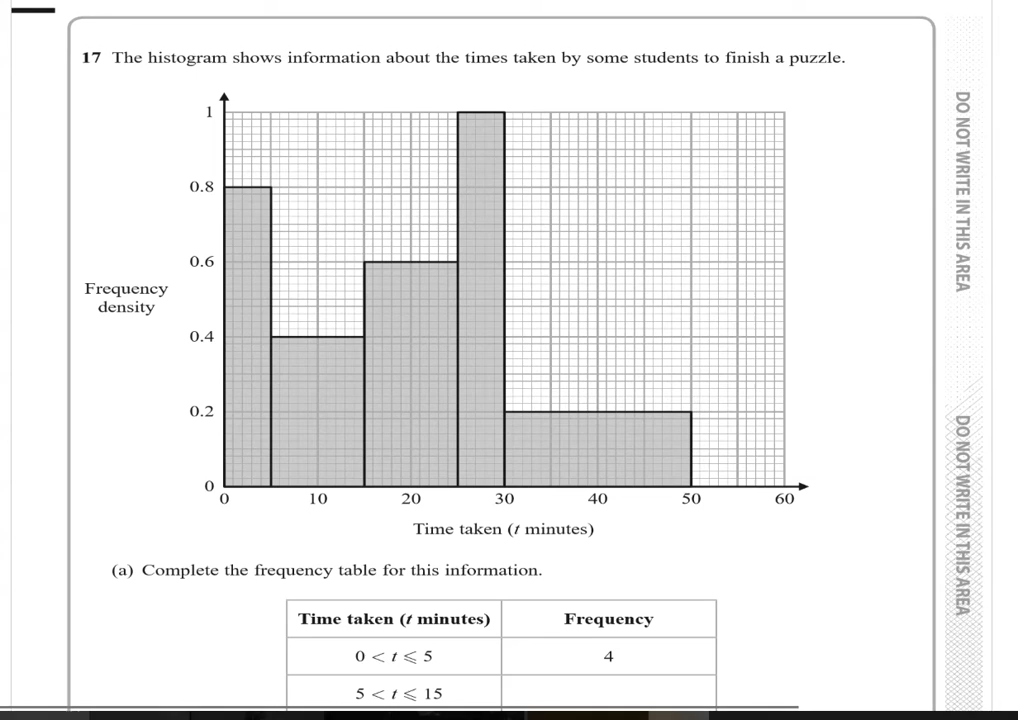 17 The histogram shows information about the times taken by some students to finish a puzzle.
1
0.8
0.6
Frequency
density
0.4
0.2
0
0 10 20 30 40 50 60
Time taken (t minutes)
(a) Complete the frequency table for this information.
Time taken (t minutes) Frequency
0 < t ⩽ 5 4
5 < t ⩽ 15
DO NOT WRITE IN THIS AREA
DO NOT WRITE IN THIS AREA